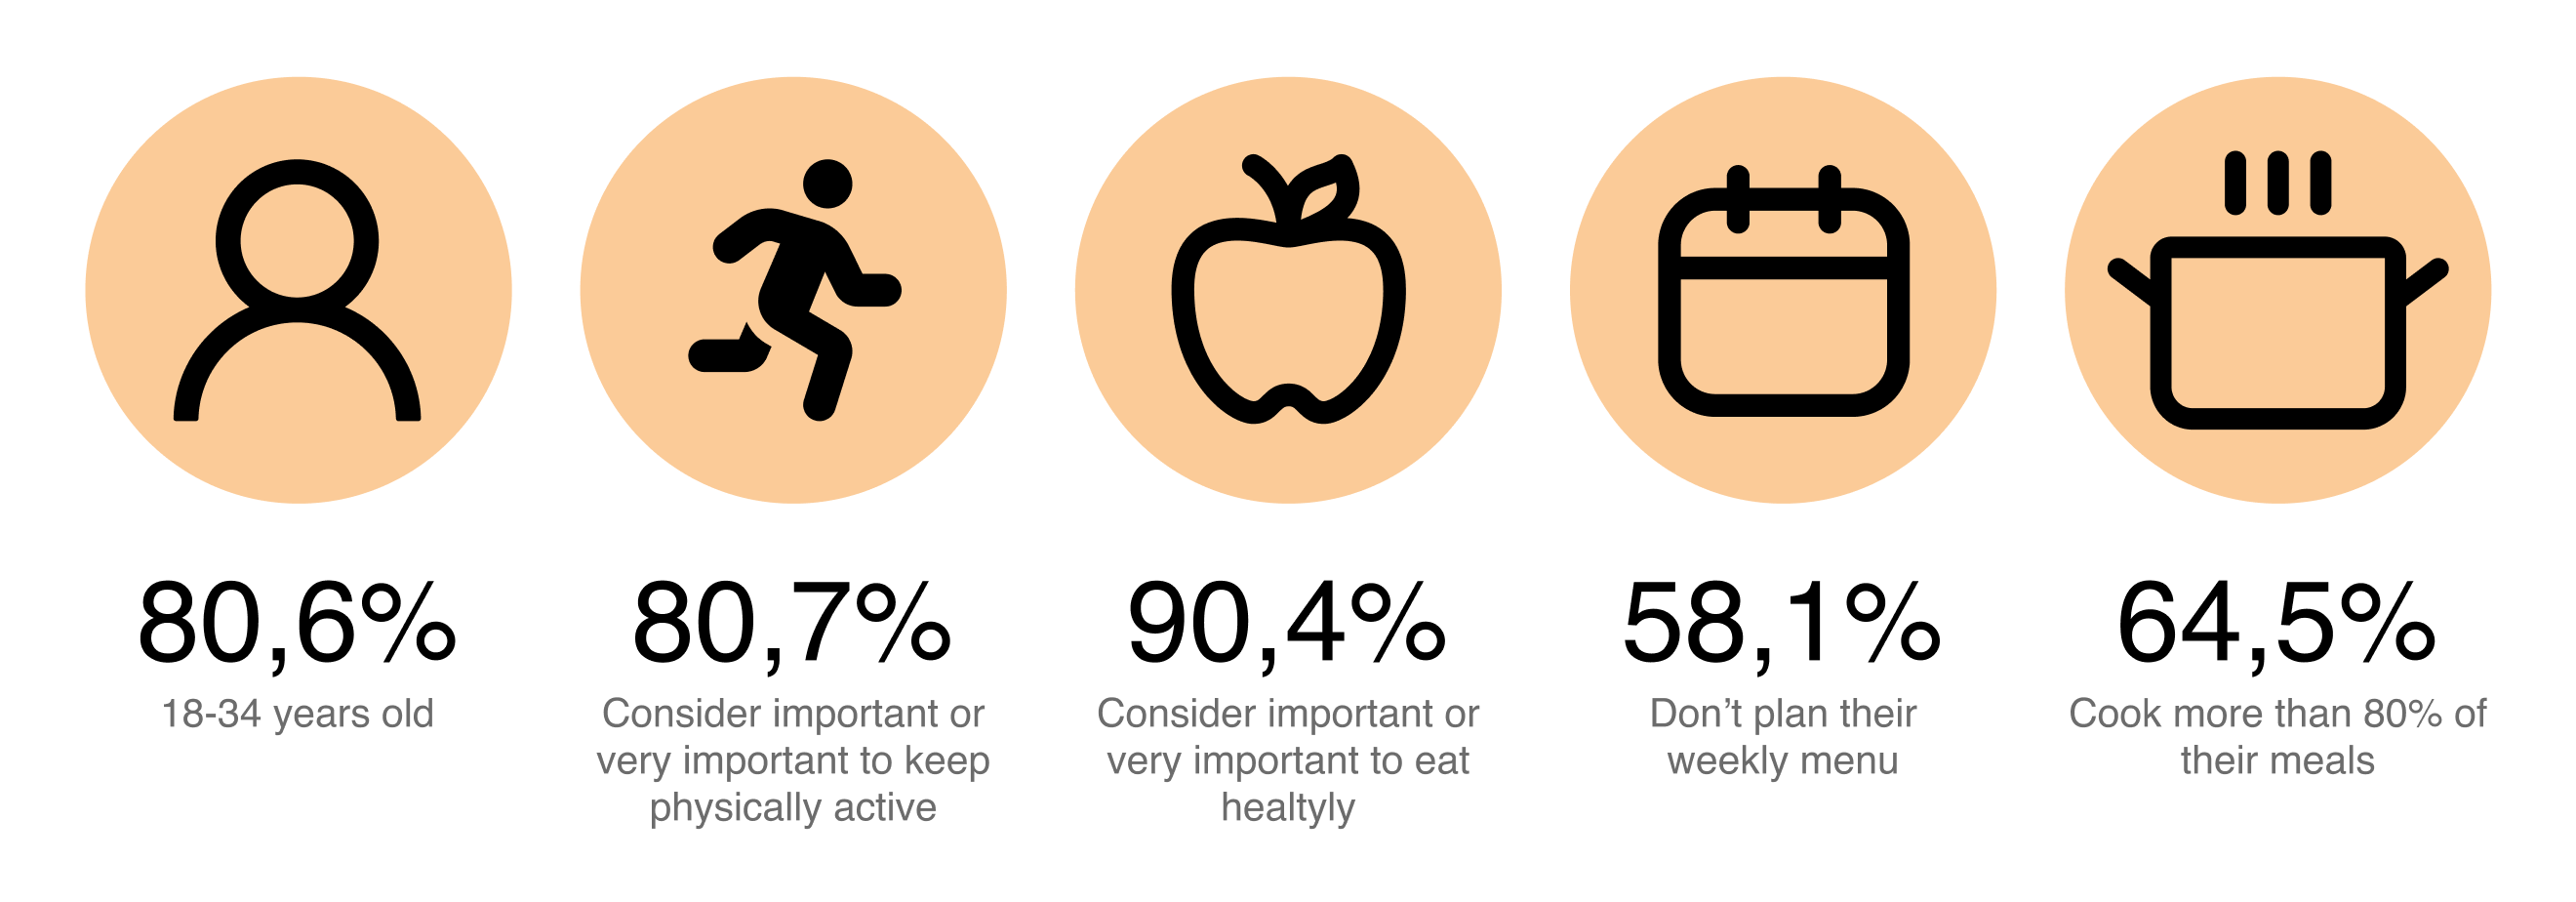 80,6%
18-34 years old
80,7%
Consider important or
very important to keep
physically active
90,4%
Consider important or
very important to eat
healtyly
58,1%
Don’t plan their
weekly menu
64,5%
Cook more than 80% of
their meals